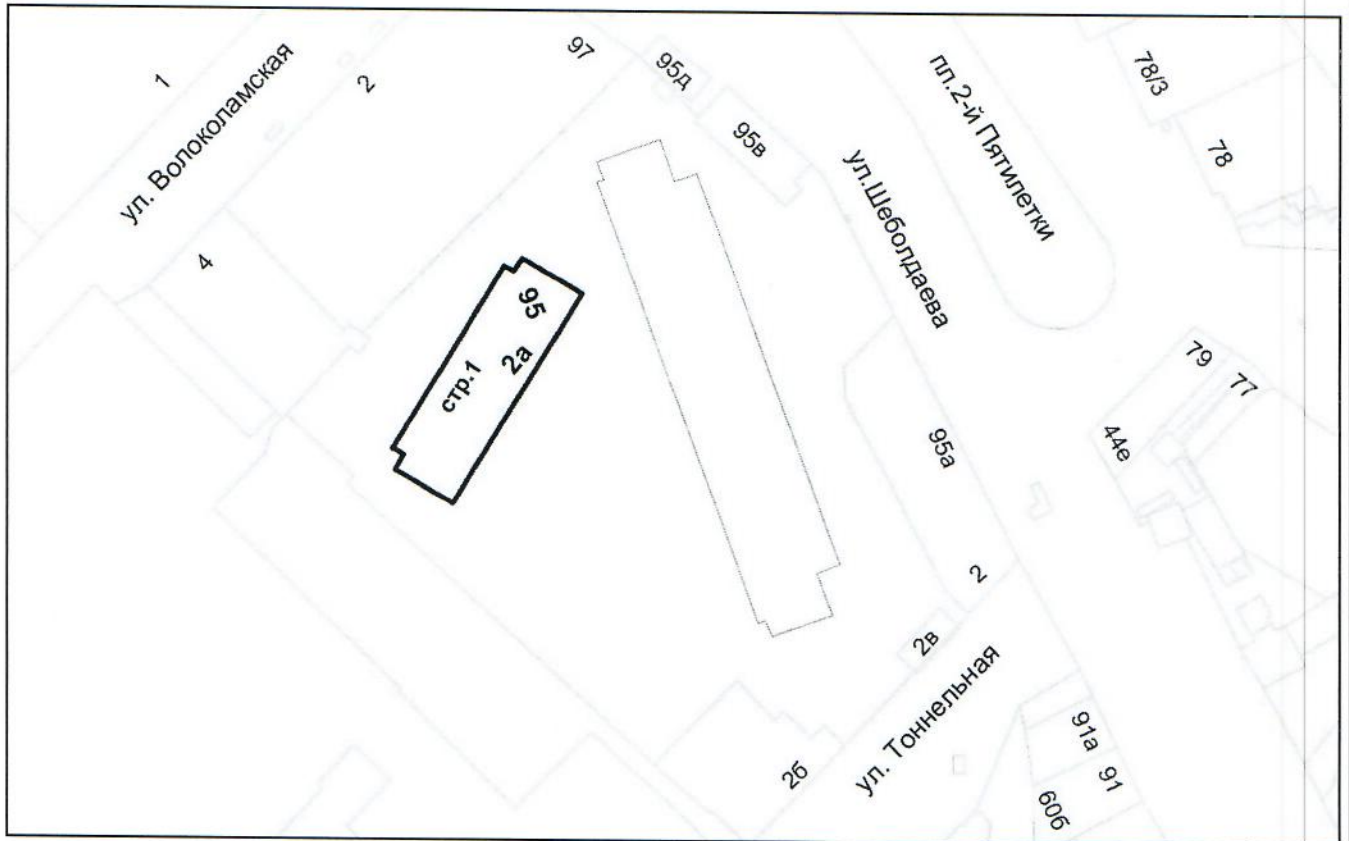 1
ул. Волоколамская
2
97
95д
95в
пл.2-й Пятилетки
78/3
78
ул.Шеболдаева
4
95
2а
стр.1
79
77
44е
95а
2
2в
ул. Тоннельная
2б
91а
91
60б